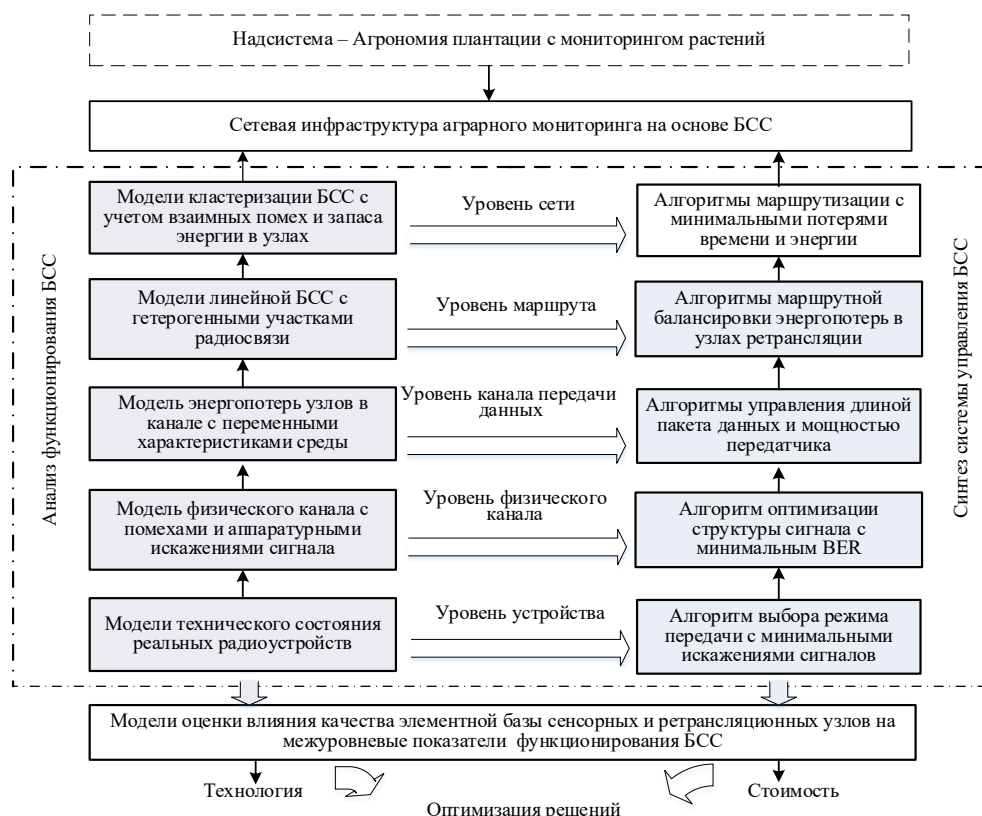 Надсистема – Агрономия плантации с мониторингом растений
Сетевая инфраструктура аграрного мониторинга на основе БСС
Анализ функционирования БСС
Модели кластеризации БСС с
учетом взаимных помех и запаса
энергии в узлах
Уровень сети
Алгоритмы маршрутизации с
минимальными потерями
времени и энергии
Модели линейной БСС с
гетерогенными участками
радиосвязи
Уровень маршрута
Алгоритмы маршрутной
балансировки энергопотерь в
узлах ретрансляции
Модель энергопотерь узлов в
канале с переменными
характеристиками среды
Уровень канала передачи
данных
Алгоритмы управления длиной
пакета данных и мощностью
передатчика
Модель физического канала с
помехами и аппаратурными
искажениями сигнала
Уровень физического
канала
Алгоритм оптимизации
структуры сигнала с
минимальным BER
Модели технического состояния
реальных радиоустройств
Уровень устройства
Алгоритм выбора режима
передачи с минимальными
искажениями сигналов
Синтез системы управления БСС
Модели оценки влияния качества элементной базы сенсорных и ретрансляционных узлов на
межуровневые показатели функционирования БСС
Технология
Стоимость
Оптимизация решений